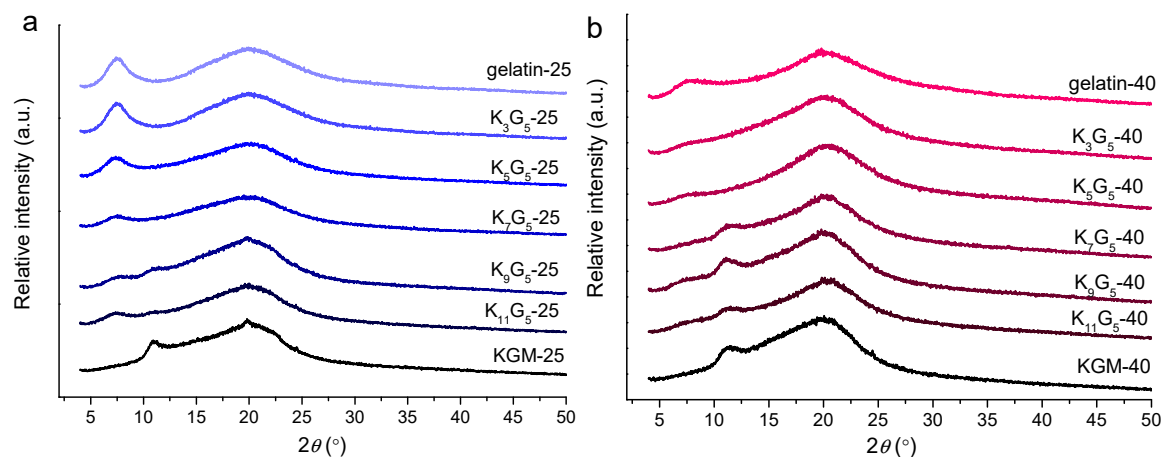 a
Relative intensity (a.u.)
gelatin-25
K₃G₅-25
K₅G₅-25
K₇G₅-25
K₉G₅-25
K₁₁G₅-25
KGM-25
5 10 15 20 25 30 35 40 45 50
2θ (°)
b
Relative intensity (a.u.)
gelatin-40
K₃G₅-40
K₅G₅-40
K₇G₅-40
K₉G₅-40
K₁₁G₅-40
KGM-40
5 10 15 20 25 30 35 40 45 50
2θ (°)